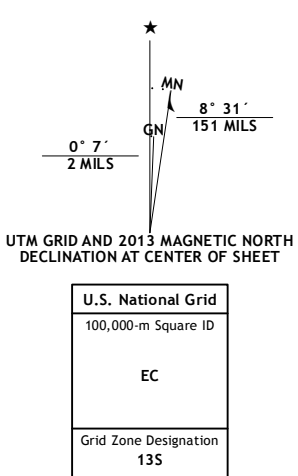 ★
MN
8° 31´
151 MILS
GN
0° 7´
2 MILS
UTM GRID AND 2013 MAGNETIC NORTH
DECLINATION AT CENTER OF SHEET
U.S. National Grid
100,000-m Square ID
EC
Grid Zone Designation
13S